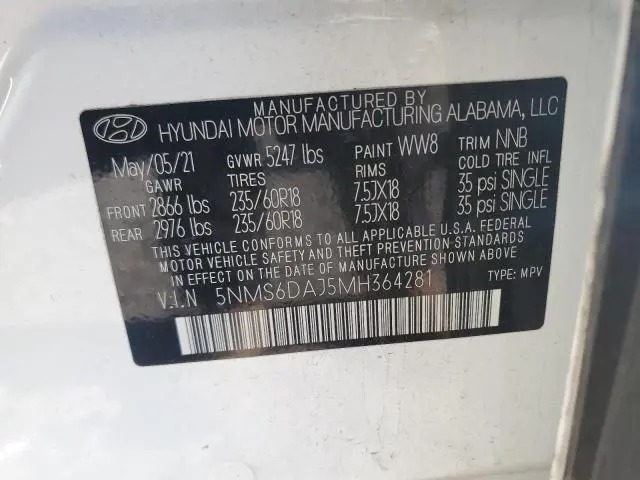 MANUFACTURED BY
HYUNDAI MOTOR MANUFACTURING ALABAMA, LLC
May/05/21 GVWR 5247 lbs PAINT WW8 TRIM NNB
GAWR TIRES RIMS COLD TIRE INFL
FRONT 2866 lbs 235/60R18 7.5JX18 35 psi SINGLE
REAR 2976 lbs 235/60R18 7.5JX18 35 psi SINGLE
THIS VEHICLE CONFORMS TO ALL APPLICABLE U.S.A. FEDERAL
MOTOR VEHICLE SAFETY AND THEFT PREVENTION STANDARDS
IN EFFECT ON THE DATE OF MANUFACTURE SHOWN ABOVE.
V.I.N 5NMS6DAJ5MH364281 TYPE: MPV